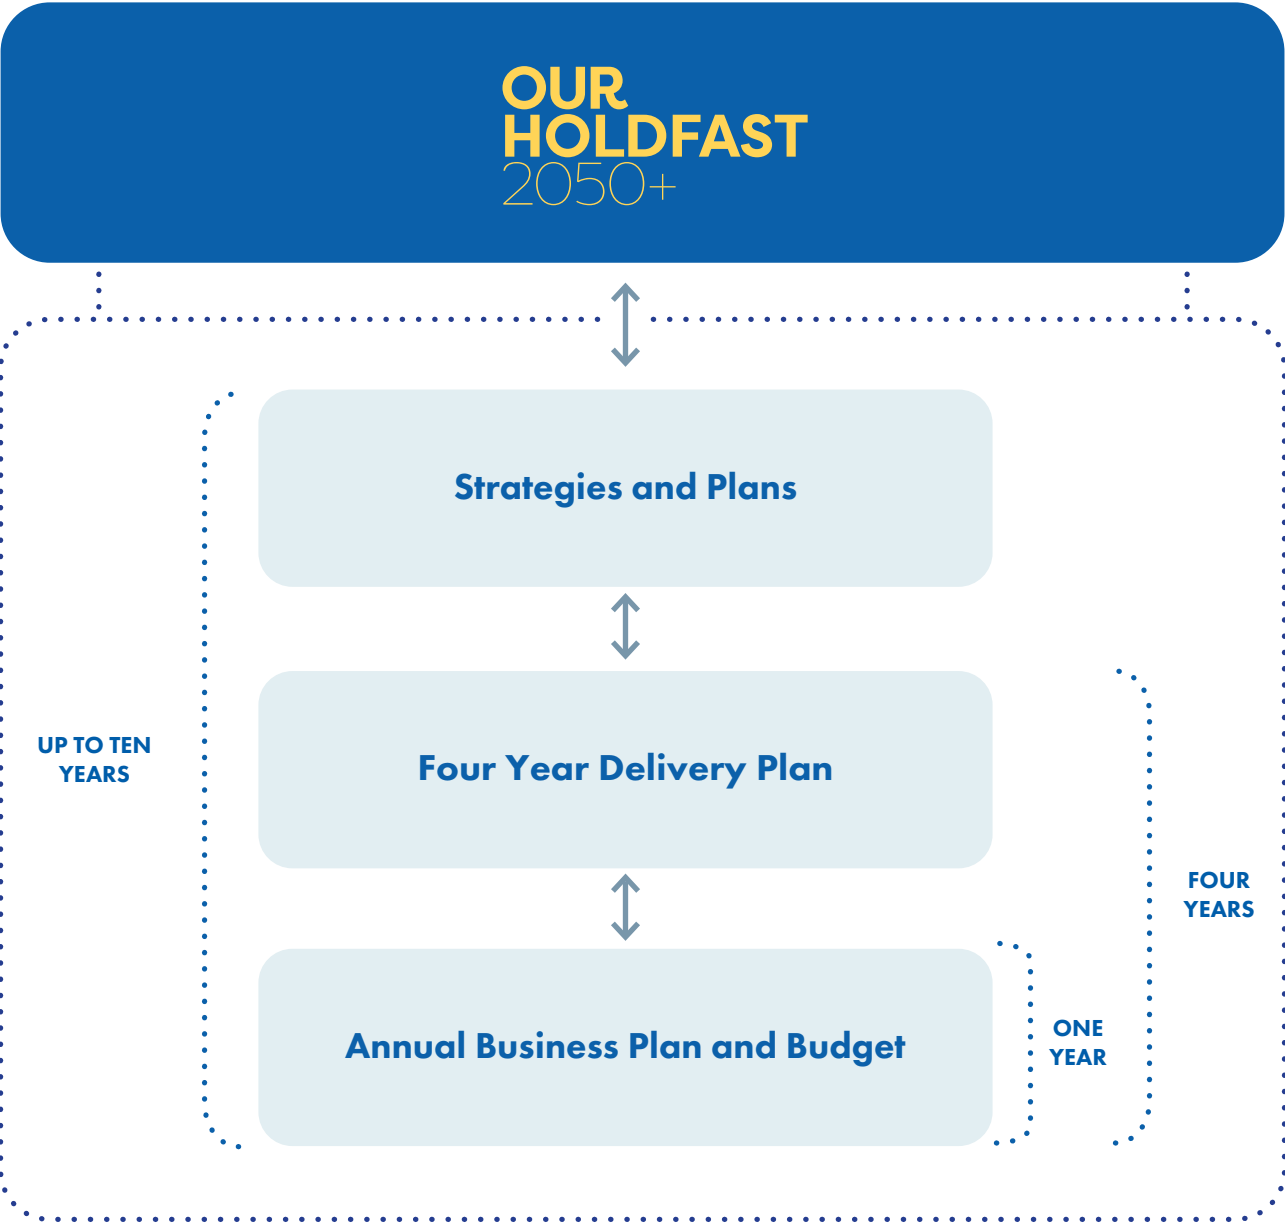 OUR
HOLDFAST
2050+
Strategies and Plans
UP TO TEN
YEARS
Four Year Delivery Plan
FOUR
YEARS
Annual Business Plan and Budget
ONE
YEAR